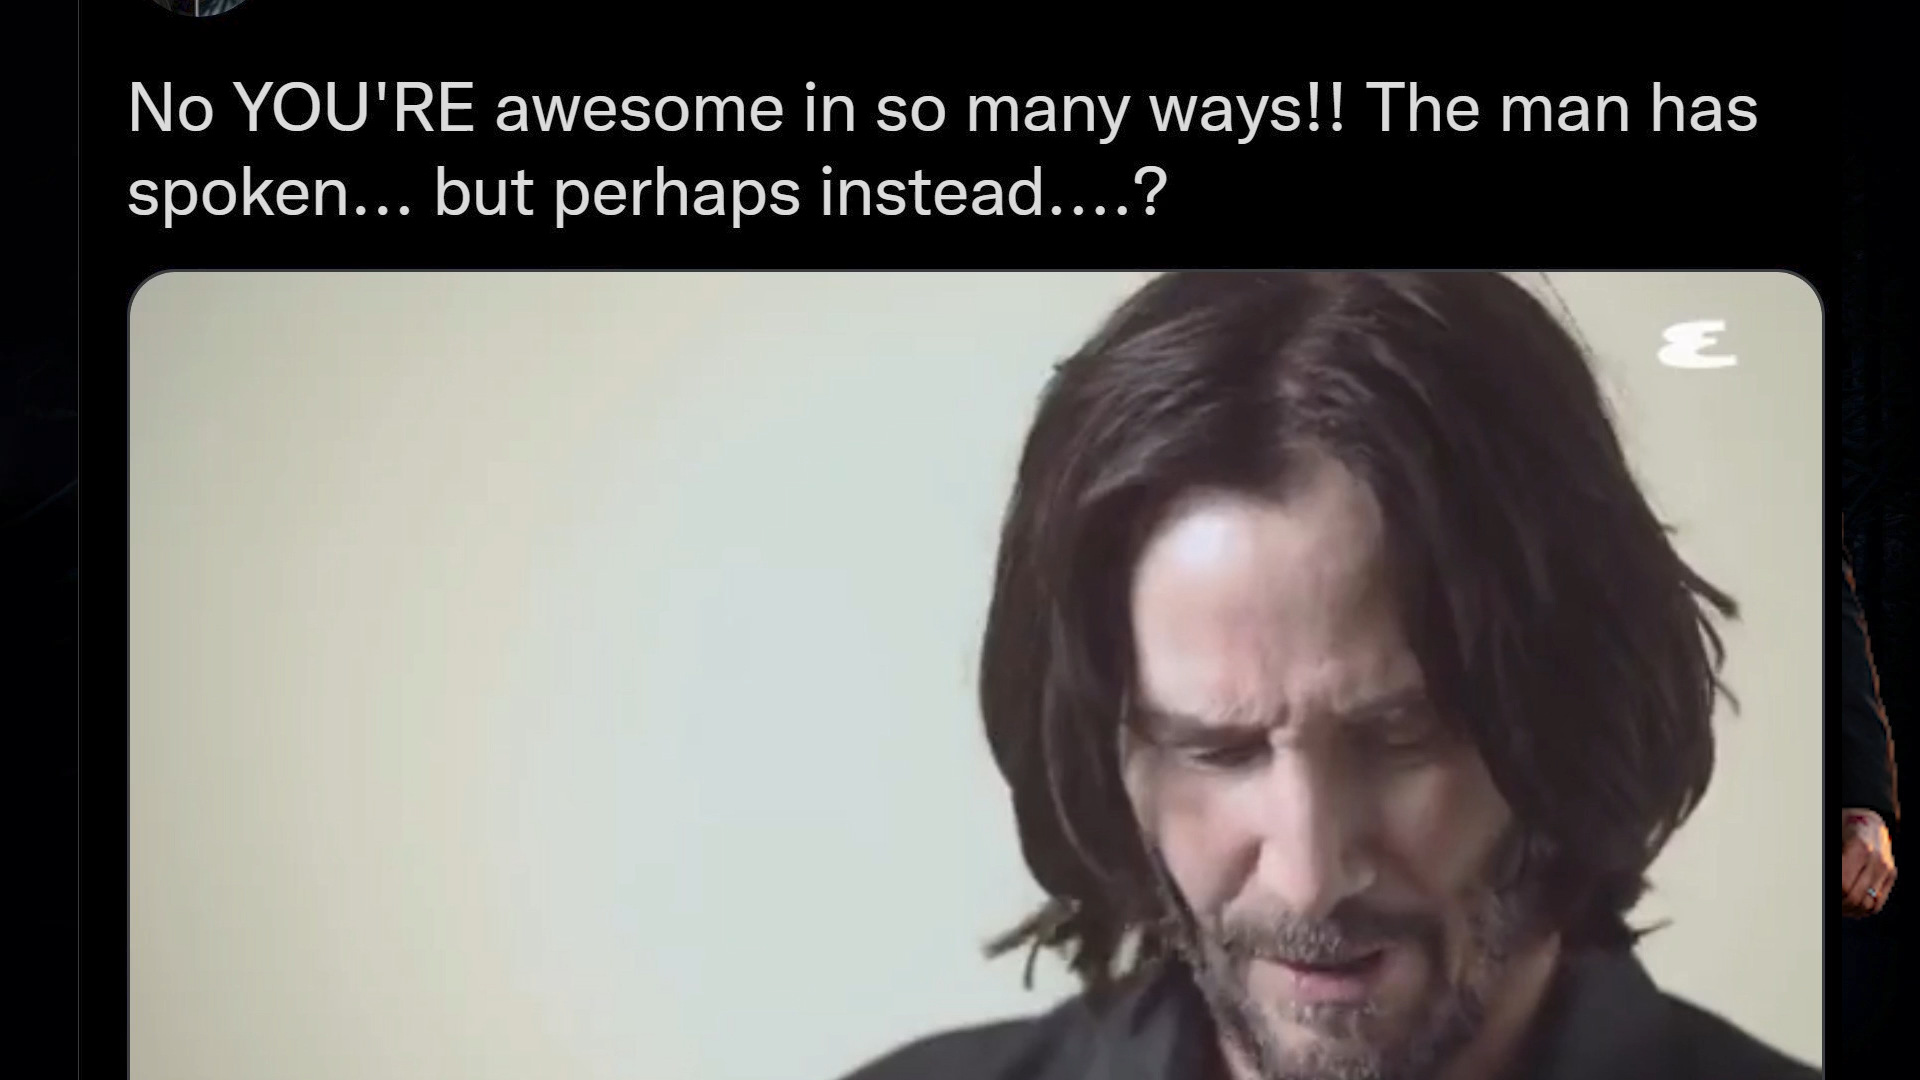 No YOU'RE awesome in so many ways!! The man has
spoken... but perhaps instead....?
E